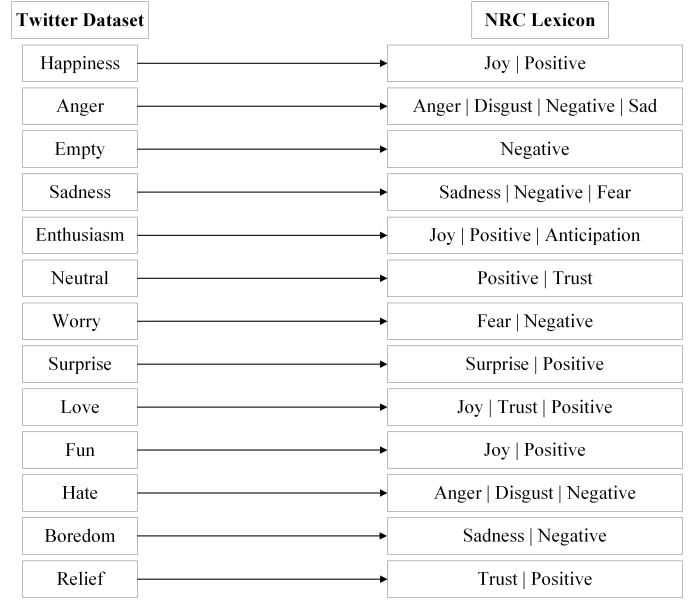 Twitter Dataset NRC Lexicon
Happiness Joy | Positive
Anger Anger | Disgust | Negative | Sad
Empty Negative
Sadness Sadness | Negative | Fear
Enthusiasm Joy | Positive | Anticipation
Neutral Positive | Trust
Worry Fear | Negative
Surprise Surprise | Positive
Love Joy | Trust | Positive
Fun Joy | Positive
Hate Anger | Disgust | Negative
Boredom Sadness | Negative
Relief Trust | Positive